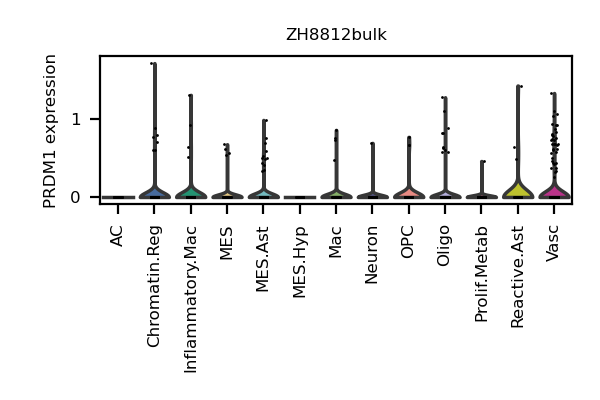 ZH8812bulk
PRDM1 expression
1
0
AC
Chromatin.Reg
Inflammatory.Mac
MES
MES.Ast
MES.Hyp
Mac
Neuron
OPC
Oligo
Prolif.Metab
Reactive.Ast
Vasc